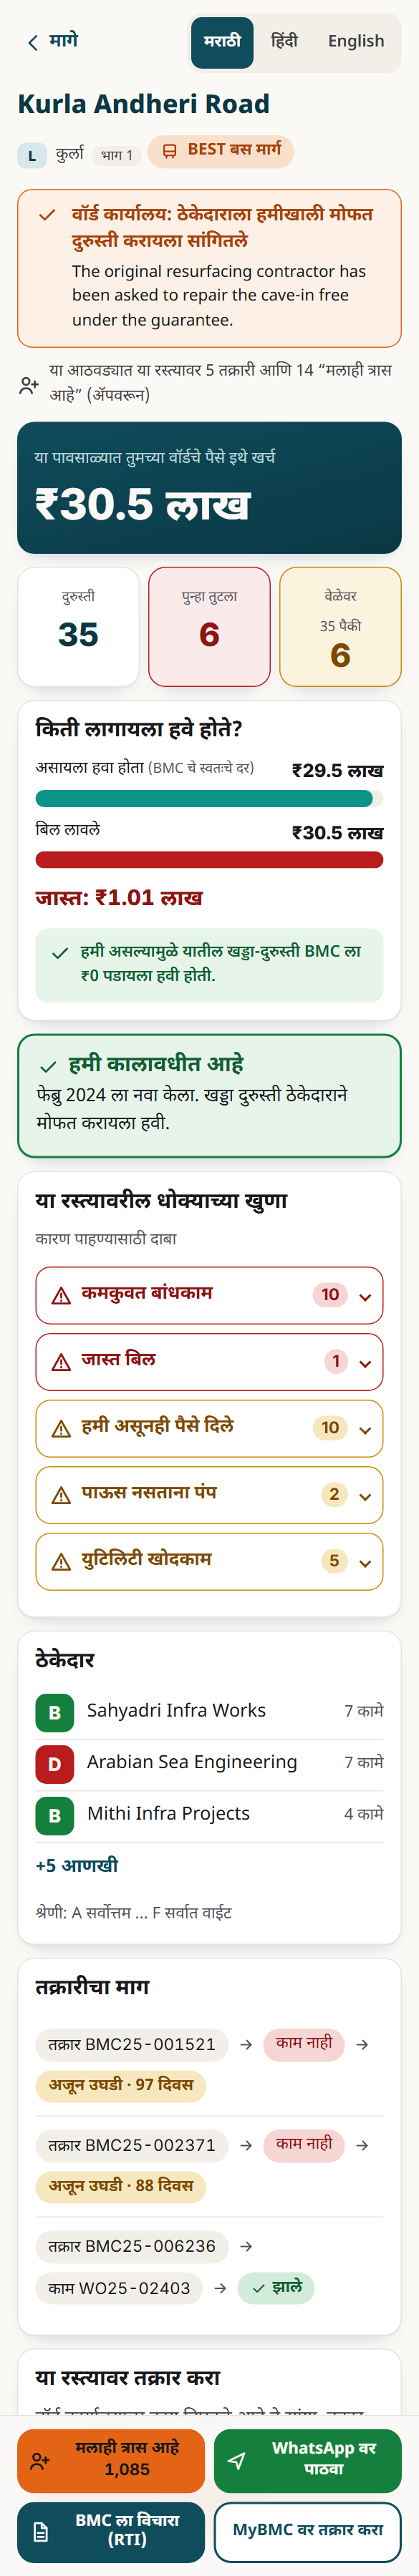 मागे
मराठी
हिंदी
English
Kurla Andheri Road
L कुर्ला भाग 1 BEST बस मार्ग
वॉर्ड कार्यालय: ठेकेदाराला हमीखाली मोफत
दुरुस्ती करायला सांगितले
The original resurfacing contractor has
been asked to repair the cave-in free
under the guarantee.
या आठवड्यात या रस्त्यावर 5 तक्रारी आणि 14 “मलाही त्रास
आहे” (ॲपवरून)
या पावसाळ्यात तुमच्या वॉर्डचे पैसे इथे खर्च
₹30.5 लाख
दुरुस्ती
35
पुन्हा तुटला
6
वेळेवर
35 पैकी
6
किती लागायला हवे होते?
असायला हवा होता (BMC चे स्वतःचे दर) ₹29.5 लाख
बिल लावले ₹30.5 लाख
जास्त: ₹1.01 लाख
हमी असल्यामुळे यातील खड्डा-दुरुस्ती BMC ला
₹0 पडायला हवी होती.
हमी कालावधीत आहे
फेब्रु 2024 ला नवा केला. खड्डा दुरुस्ती ठेकेदाराने
मोफत करायला हवी.
या रस्त्यावरील धोक्याच्या खुणा
कारण पाहण्यासाठी दाबा
कमकुवत बांधकाम 10
जास्त बिल 1
हमी असूनही पैसे दिले 10
पाऊस नसताना पंप 2
युटिलिटी खोदकाम 5
ठेकेदार
B Sahyadri Infra Works 7 कामे
D Arabian Sea Engineering 7 कामे
B Mithi Infra Projects 4 कामे
+5 आणखी
श्रेणी: A सर्वोत्तम … F सर्वात वाईट
तक्रारीचा माग
तक्रार BMC25-001521 → काम नाही →
अजून उघडी · 97 दिवस
तक्रार BMC25-002371 → काम नाही →
अजून उघडी · 88 दिवस
तक्रार BMC25-006236 →
काम WO25-02403 → झाले
या रस्त्यावर तक्रार करा
मलाही त्रास आहे
1,085
WhatsApp वर
पाठवा
BMC ला विचारा
(RTI)
MyBMC वर तक्रार करा